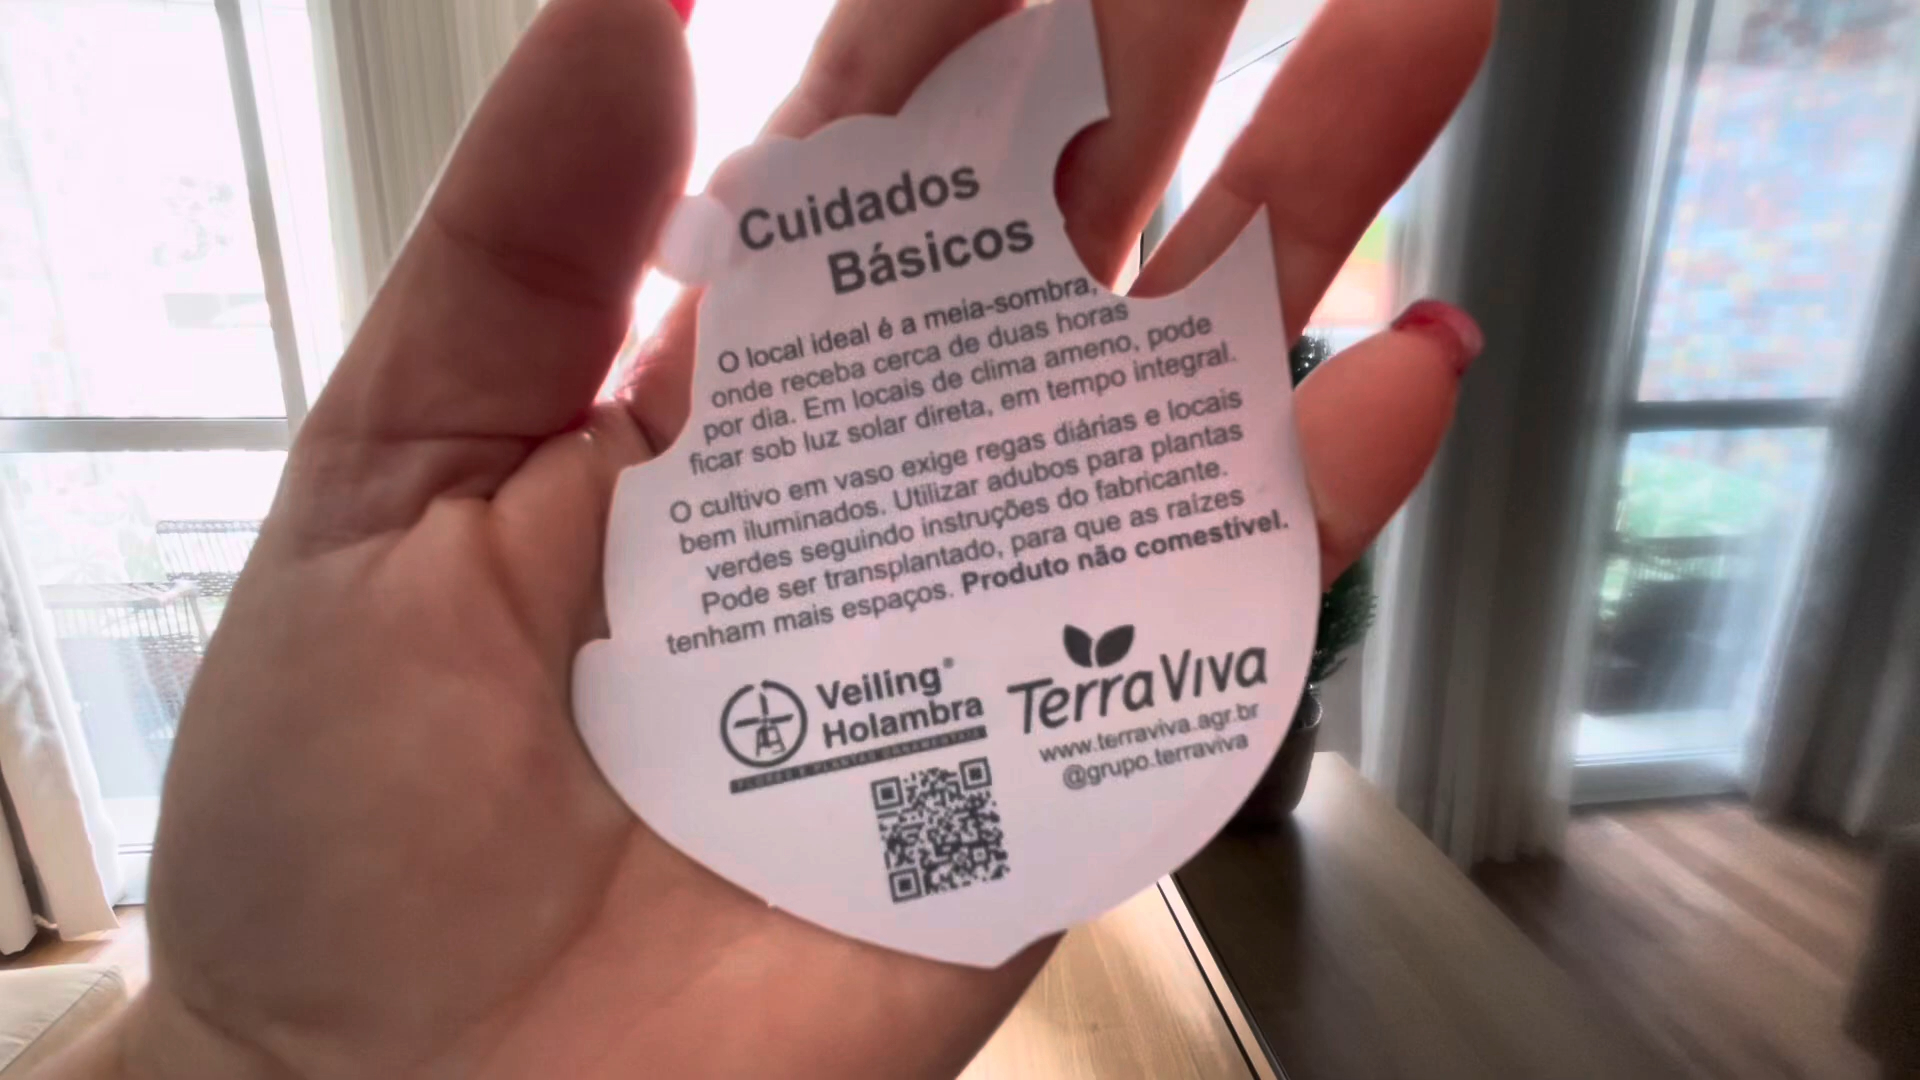 Cuidados
Básicos
O local ideal é a meia-sombra,
onde receba cerca de duas horas
por dia. Em locais de clima ameno, pode
ficar sob luz solar direta, em tempo integral.
O cultivo em vaso exige regas diárias e locais
bem iluminados. Utilizar adubos para plantas
verdes seguindo instruções do fabricante.
Pode ser transplantado, para que as raízes
tenham mais espaços. Produto não comestível.
Veiling®
Holambra
FLORES E PLANTAS ORNAMENTAIS
TerraViva
www.terraviva.agr.br
@grupo.terraviva